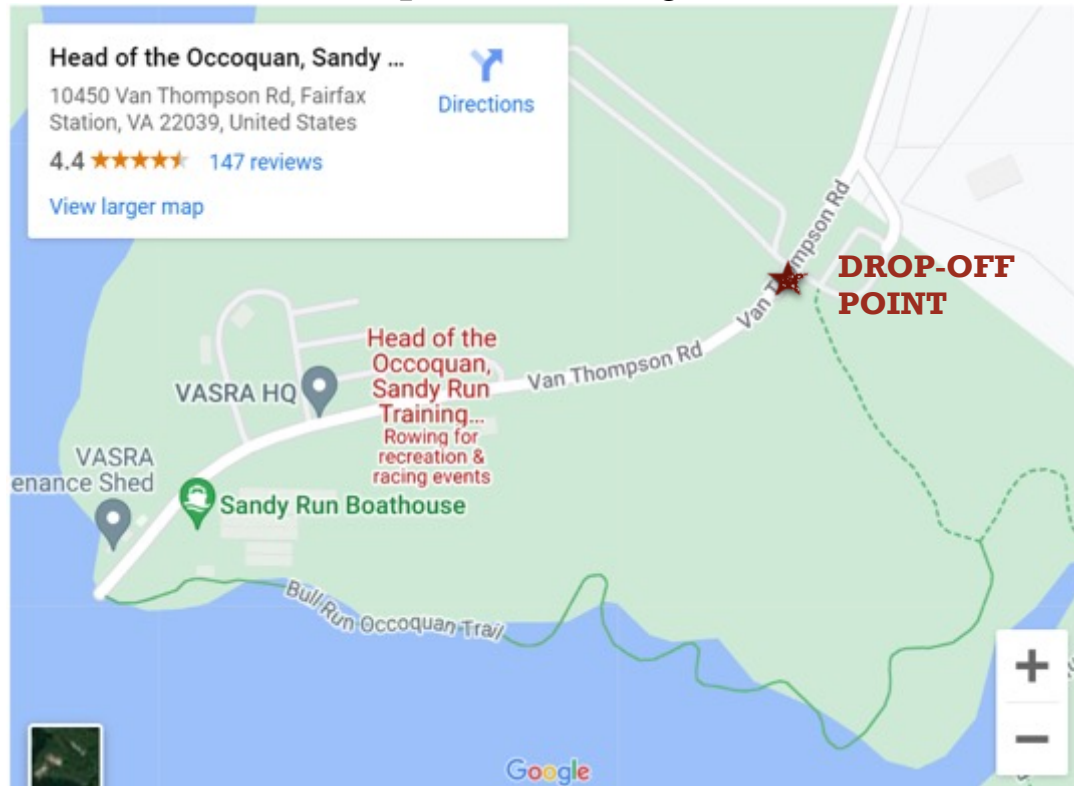 Head of the Occoquan, Sandy ...
10450 Van Thompson Rd, Fairfax
Station, VA 22039, United States
4.4
147 reviews
View larger map
Directions
Van Thompson Rd
DROP-OFF
POINT
Van Thompson Rd
Head of the
Occoquan,
Sandy Run
Training...
Rowing for
recreation &
racing events
VASRA HQ
VASRA
enance Shed
Sandy Run Boathouse
Bull Run Occoquan Trail
+
−
Google